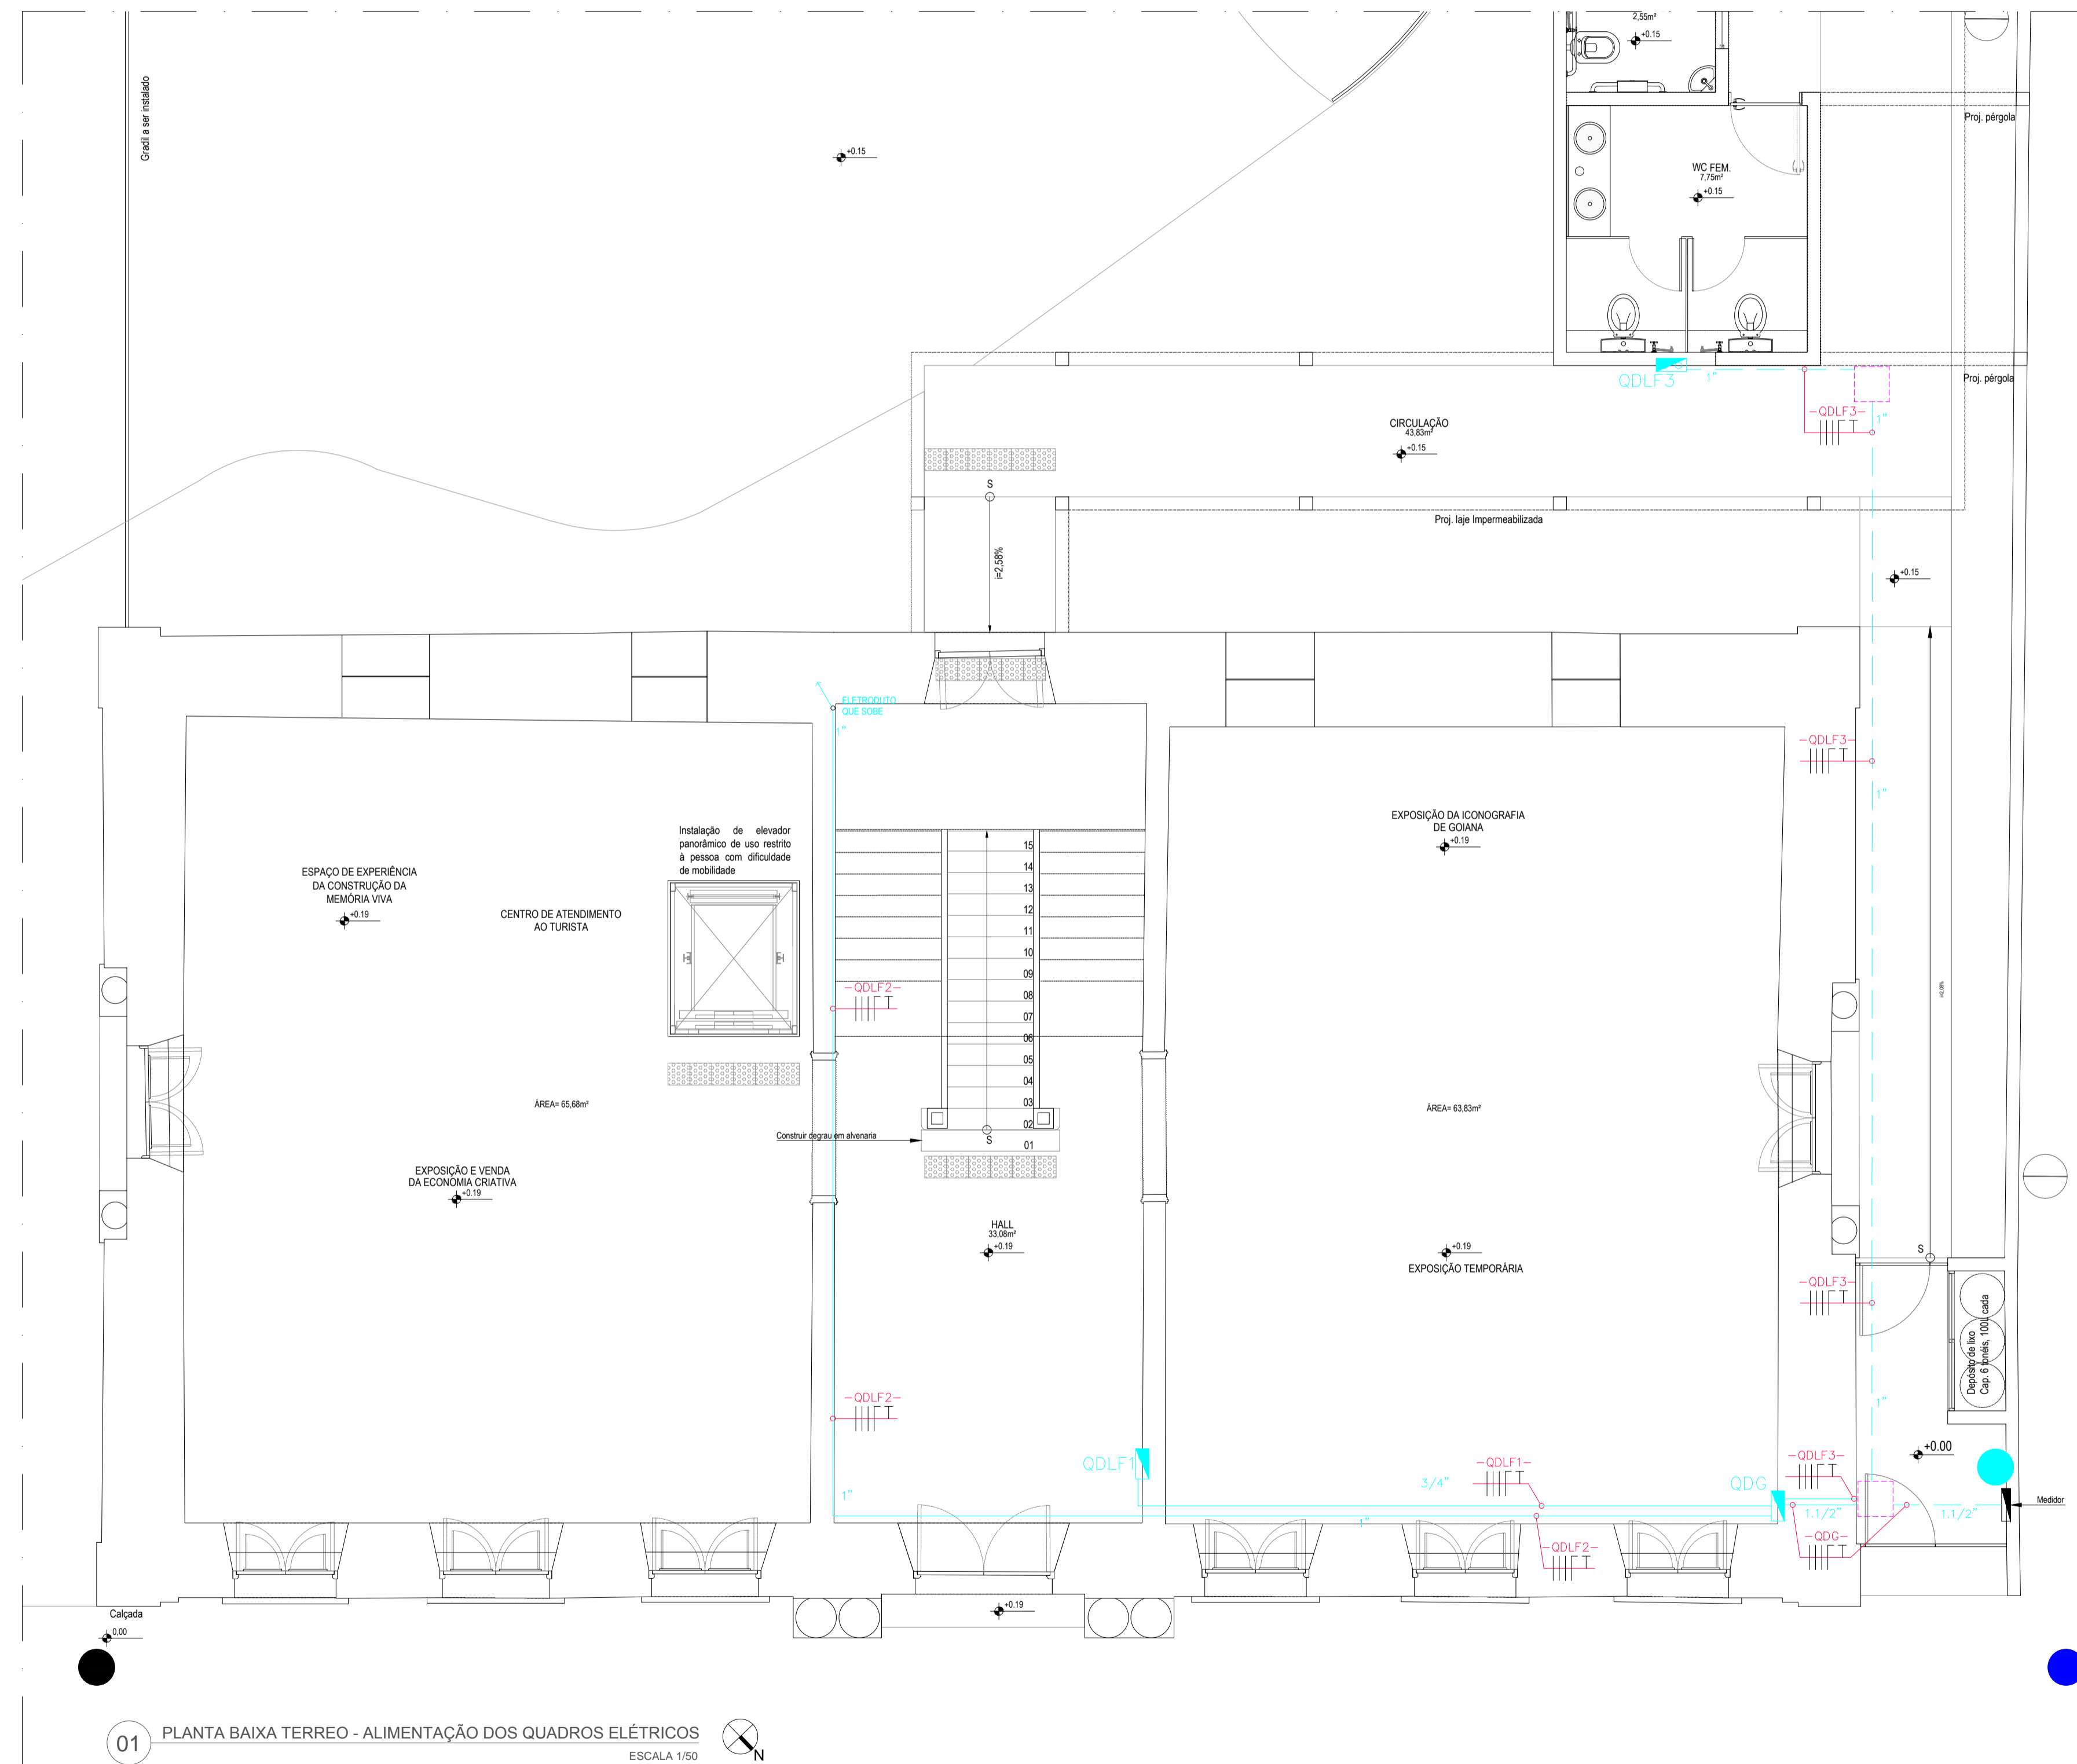 2,55m²
+0.15
Gradil a ser instalado
Proj. pérgola
+0.15
WC FEM.
7,75m²
+0.15
QDLF3
1"
Proj. pérgola
-QDLF3-
1"
CIRCULAÇÃO
43,83m²
+0.15
S
Proj. laje Impermeabilizada
i=2,58%
+0.15
ELETRODUTO
QUE SOBE
1"
-QDLF3-
1"
EXPOSIÇÃO DA ICONOGRAFIA
DE GOIANA
+0.19
Instalação de elevador
panorâmico de uso restrito
à pessoa com dificuldade
de mobilidade
15
14
13
12
11
10
09
08
07
06
05
04
03
02
01
S
ESPAÇO DE EXPERIÊNCIA
DA CONSTRUÇÃO DA
MEMÓRIA VIVA
+0.19
CENTRO DE ATENDIMENTO
AO TURISTA
-QDLF2-
i=2,08%
ÁREA= 65,68m²
ÁREA= 63,83m²
Construir degrau em alvenaria
EXPOSIÇÃO E VENDA
DA ECONOMIA CRIATIVA
+0.19
HALL
33,08m²
+0.19
+0.19
EXPOSIÇÃO TEMPORÁRIA
S
-QDLF3-
Depósito de lixo
Cap. 6 tonéis, 100L cada
-QDLF2-
1"
+0.00
QDLF1
-QDLF1-
3/4"
QDG
-QDLF3-
1"
1"
1.1/2"
1.1/2"
Medidor
-QDG-
-QDLF2-
+0.19
Calçada
0,00
01
PLANTA BAIXA TERREO - ALIMENTAÇÃO DOS QUADROS ELÉTRICOS
ESCALA 1/50
N